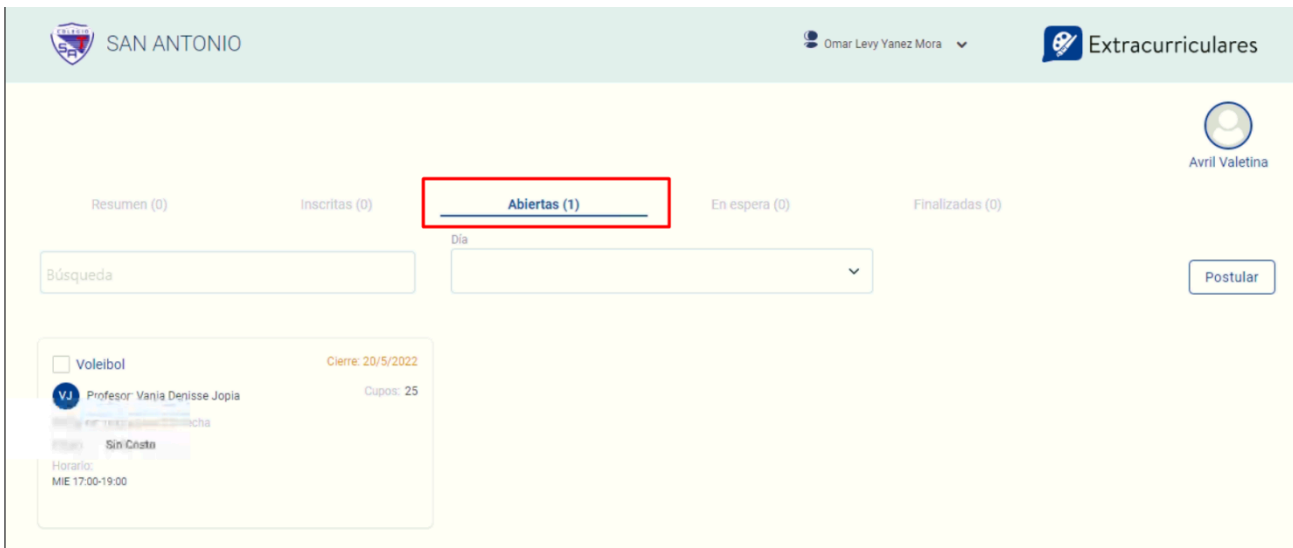 COLEGIO
SAT
SAN ANTONIO
Omar Levy Yanez Mora
Extracurriculares
Avril Valetina
Resumen (0)
Inscritas (0)
Abiertas (1)
En espera (0)
Finalizadas (0)
Día
Búsqueda
Postular
Voleibol
Cierre: 20/5/2022
VJ
Profesor: Vania Denisse Jopia
Cupos: 25
Sin Costo
Horario:
MIE 17:00-19:00